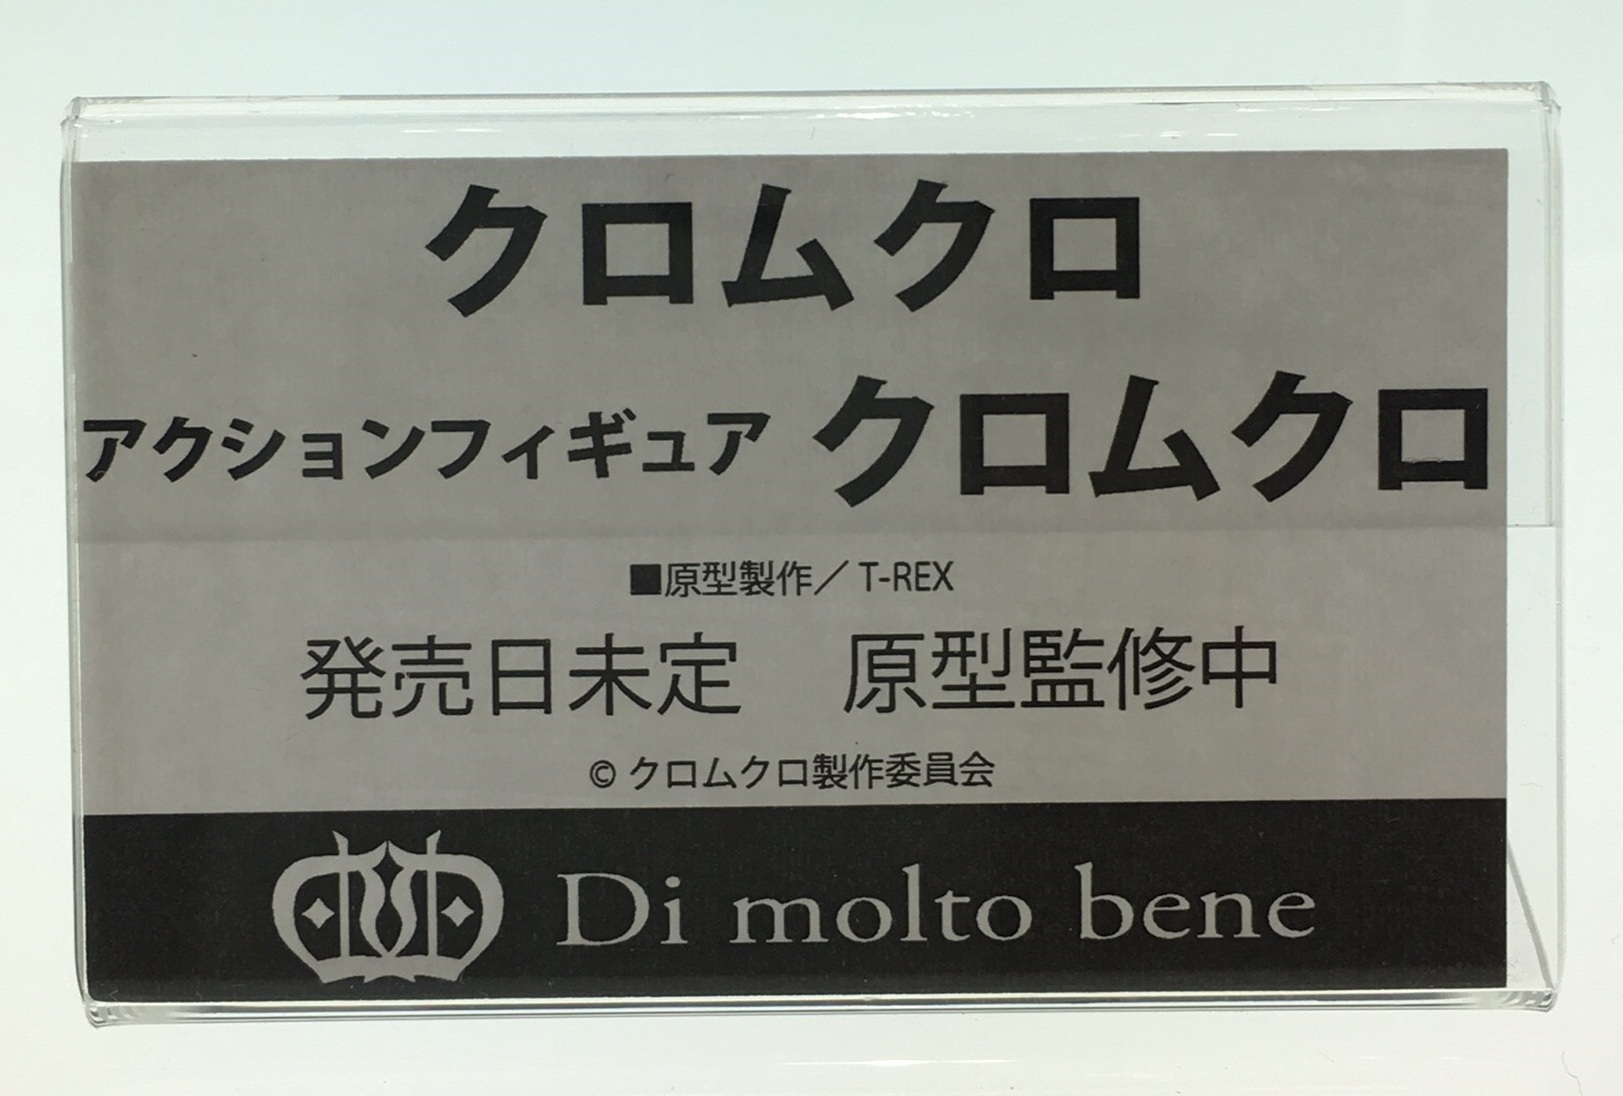 クロムクロ
アクションフィギュア クロムクロ
■原型製作／T-REX
発売日未定　原型監修中
© クロムクロ製作委員会
Di molto bene